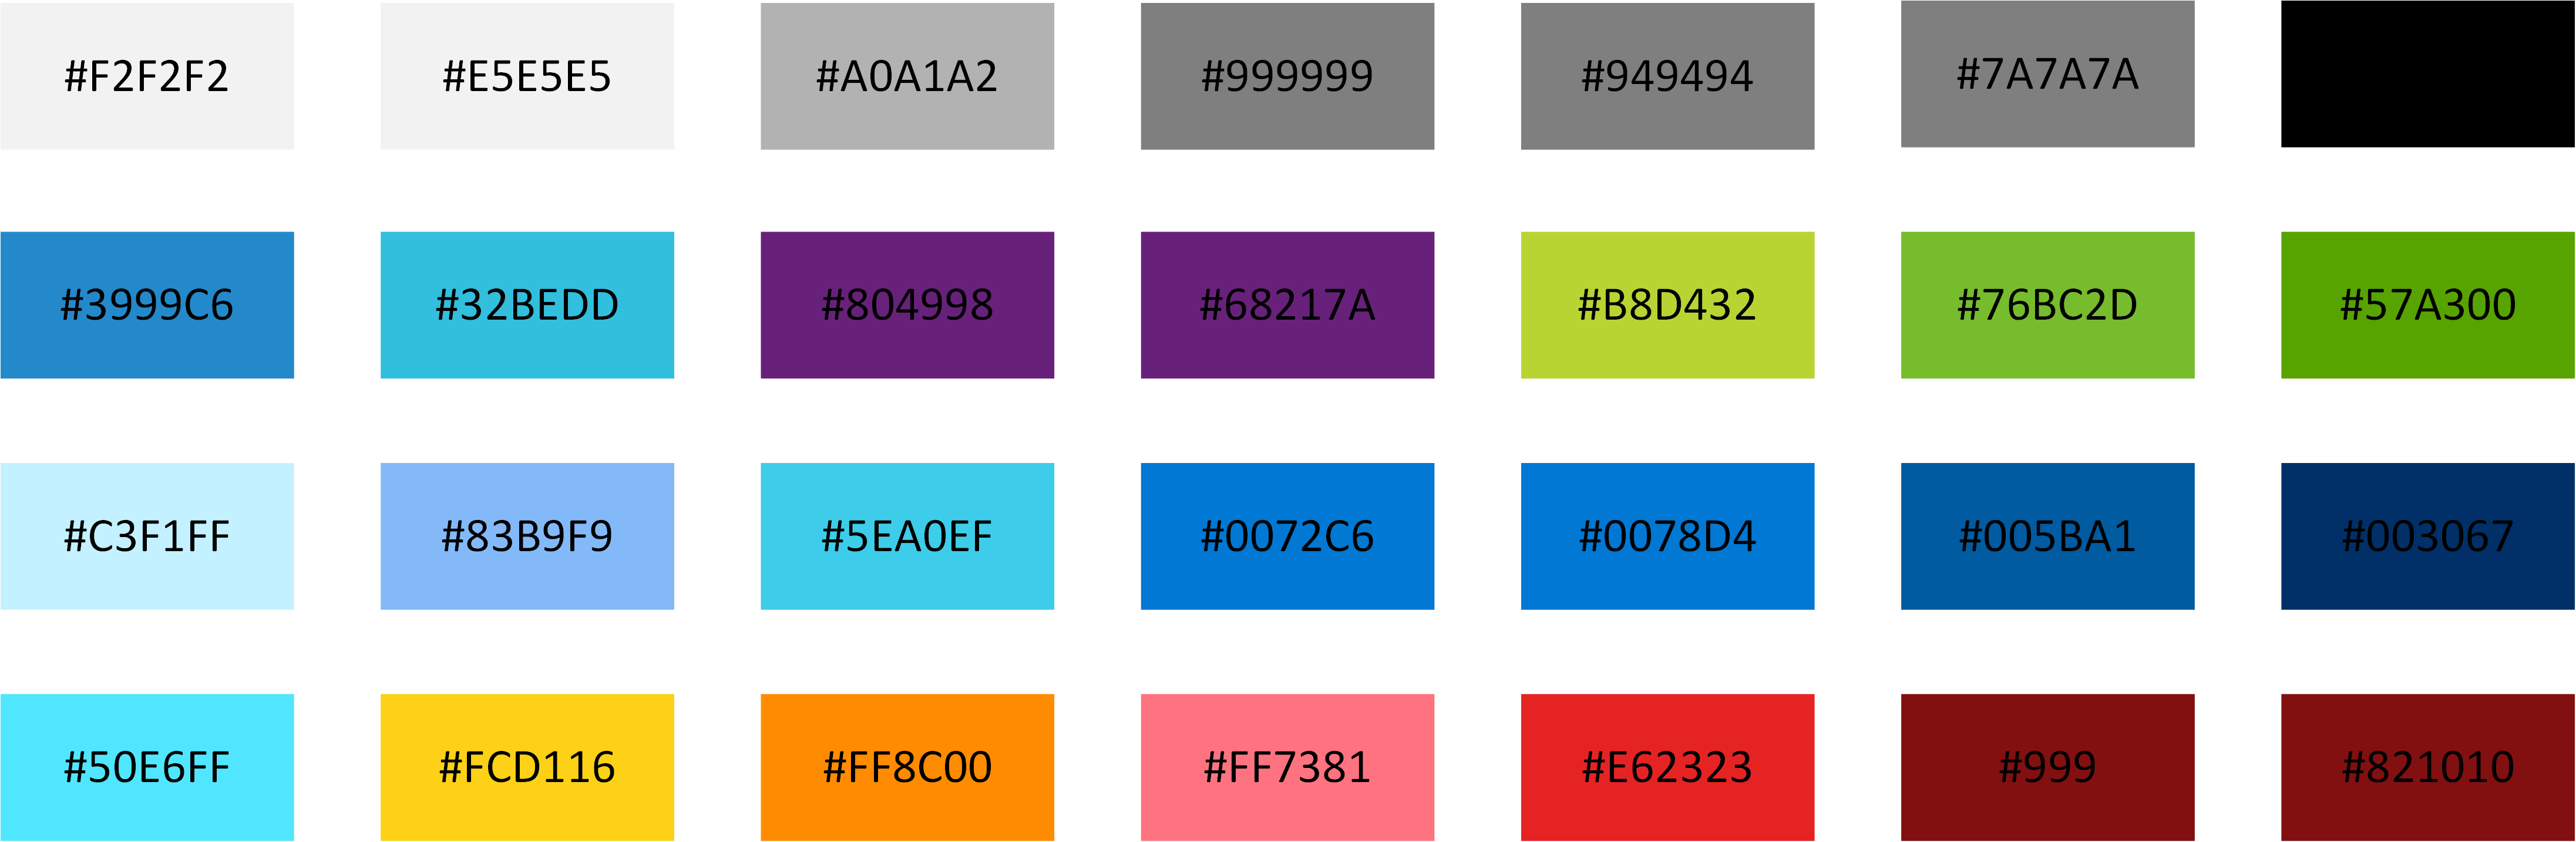 #F2F2F2
#E5E5E5
#A0A1A2
#999999
#949494
#7A7A7A
#3999C6
#32BEDD
#804998
#68217A
#B8D432
#76BC2D
#57A300
#C3F1FF
#83B9F9
#5EA0EF
#0072C6
#0078D4
#005BA1
#003067
#50E6FF
#FCD116
#FF8C00
#FF7381
#E62323
#999
#821010